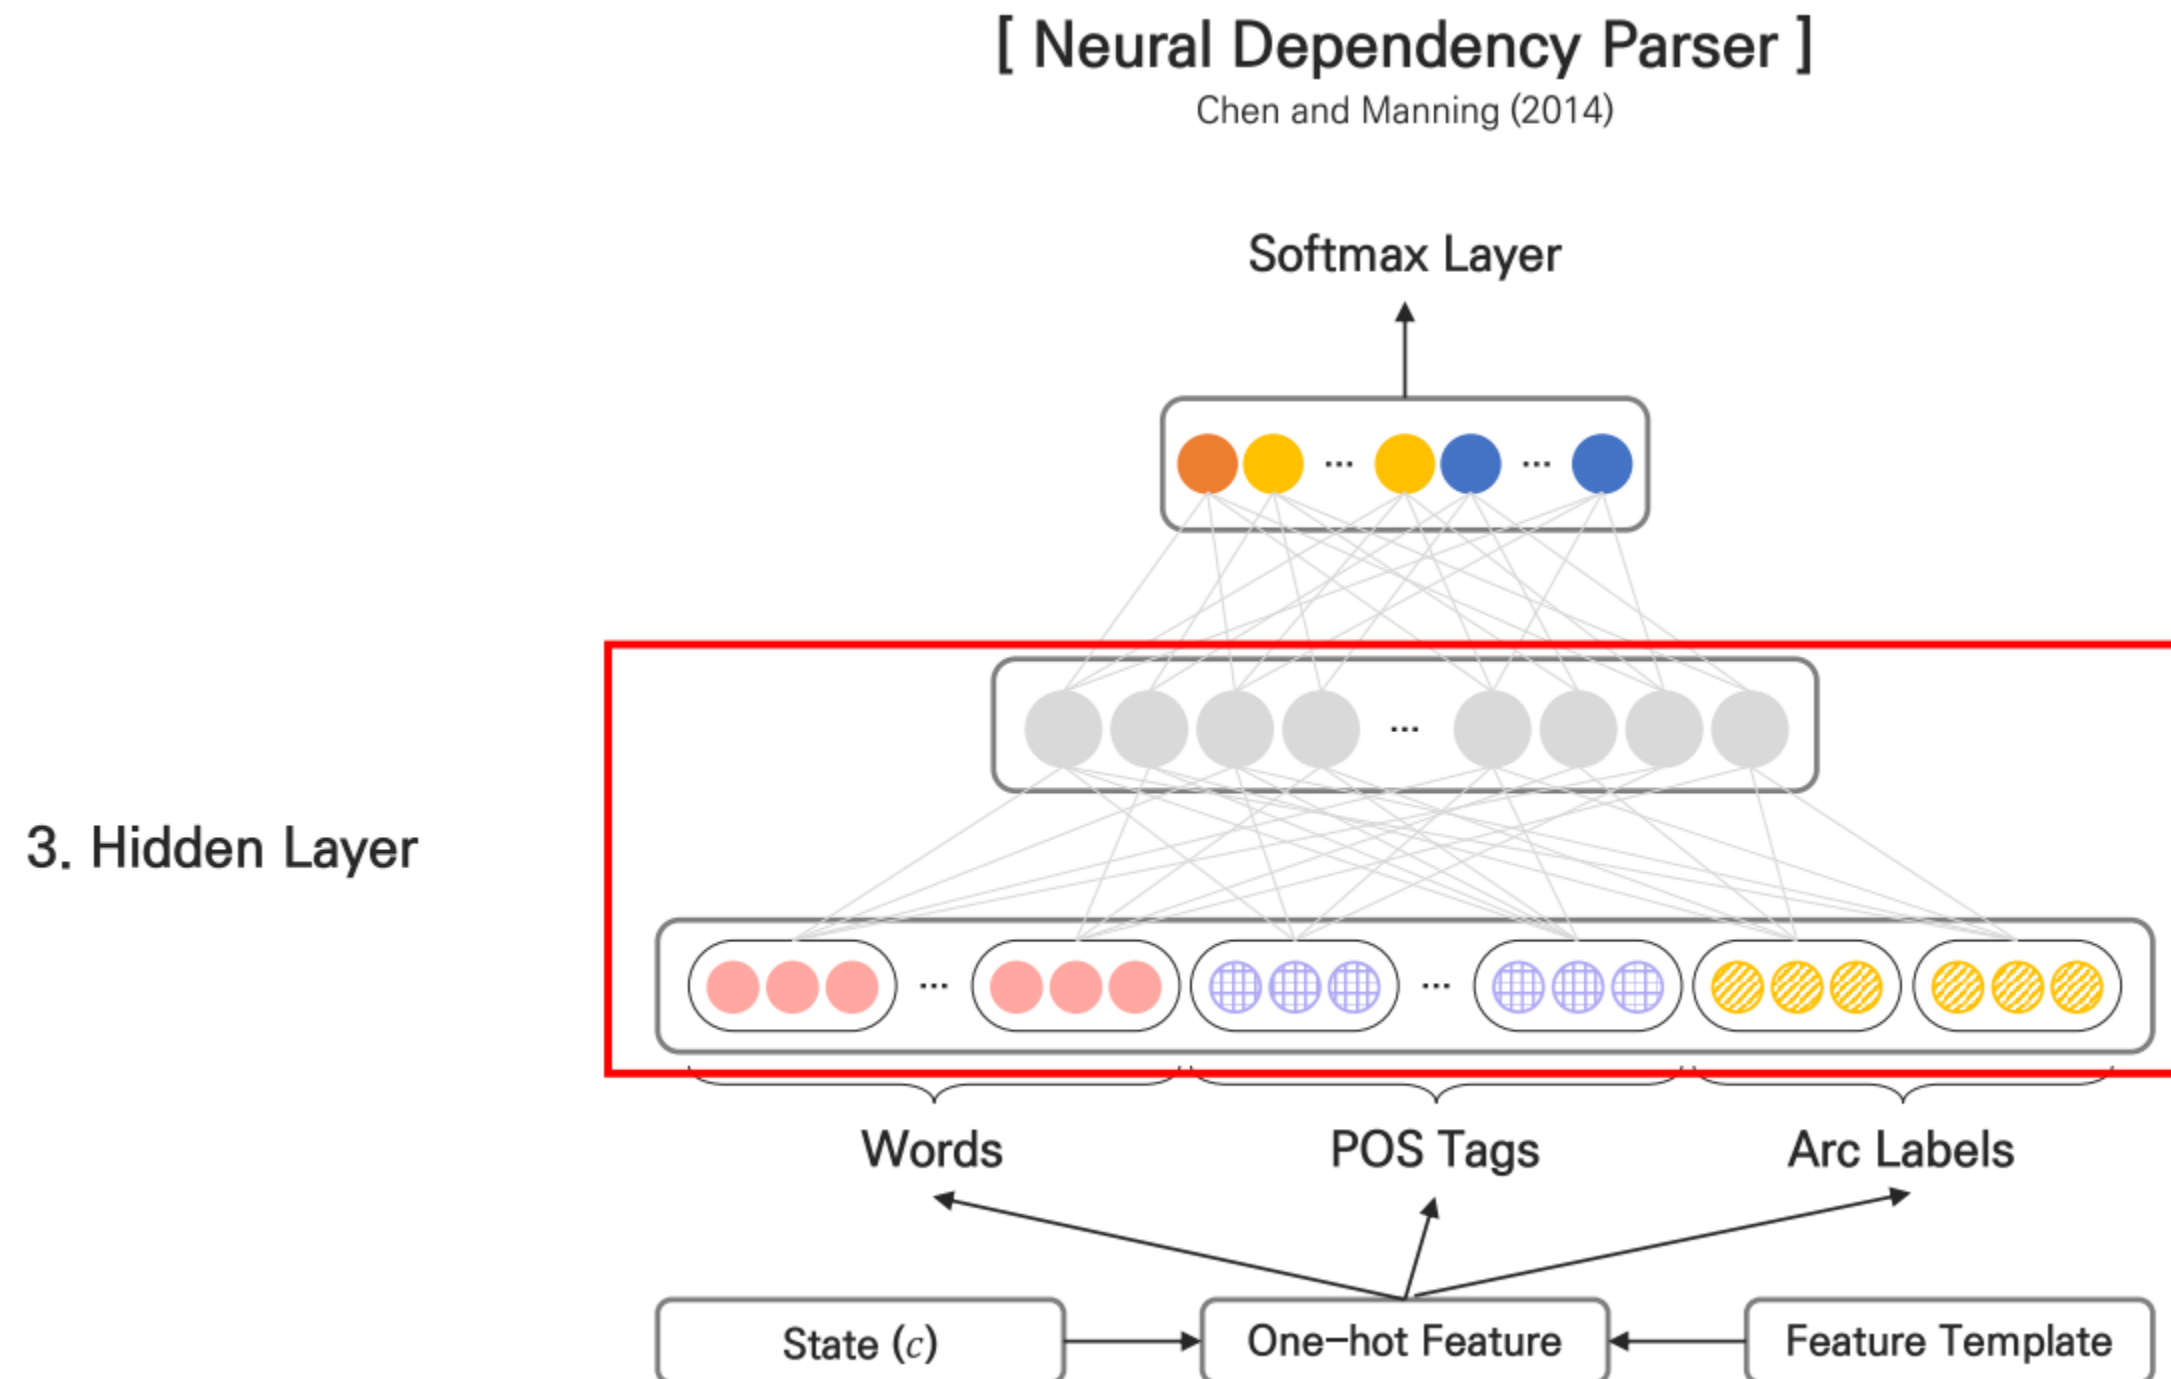 [ Neural Dependency Parser ]
Chen and Manning (2014)
Softmax Layer
...
...
...
3. Hidden Layer
...
...
Words
POS Tags
Arc Labels
State (c)
One-hot Feature
Feature Template